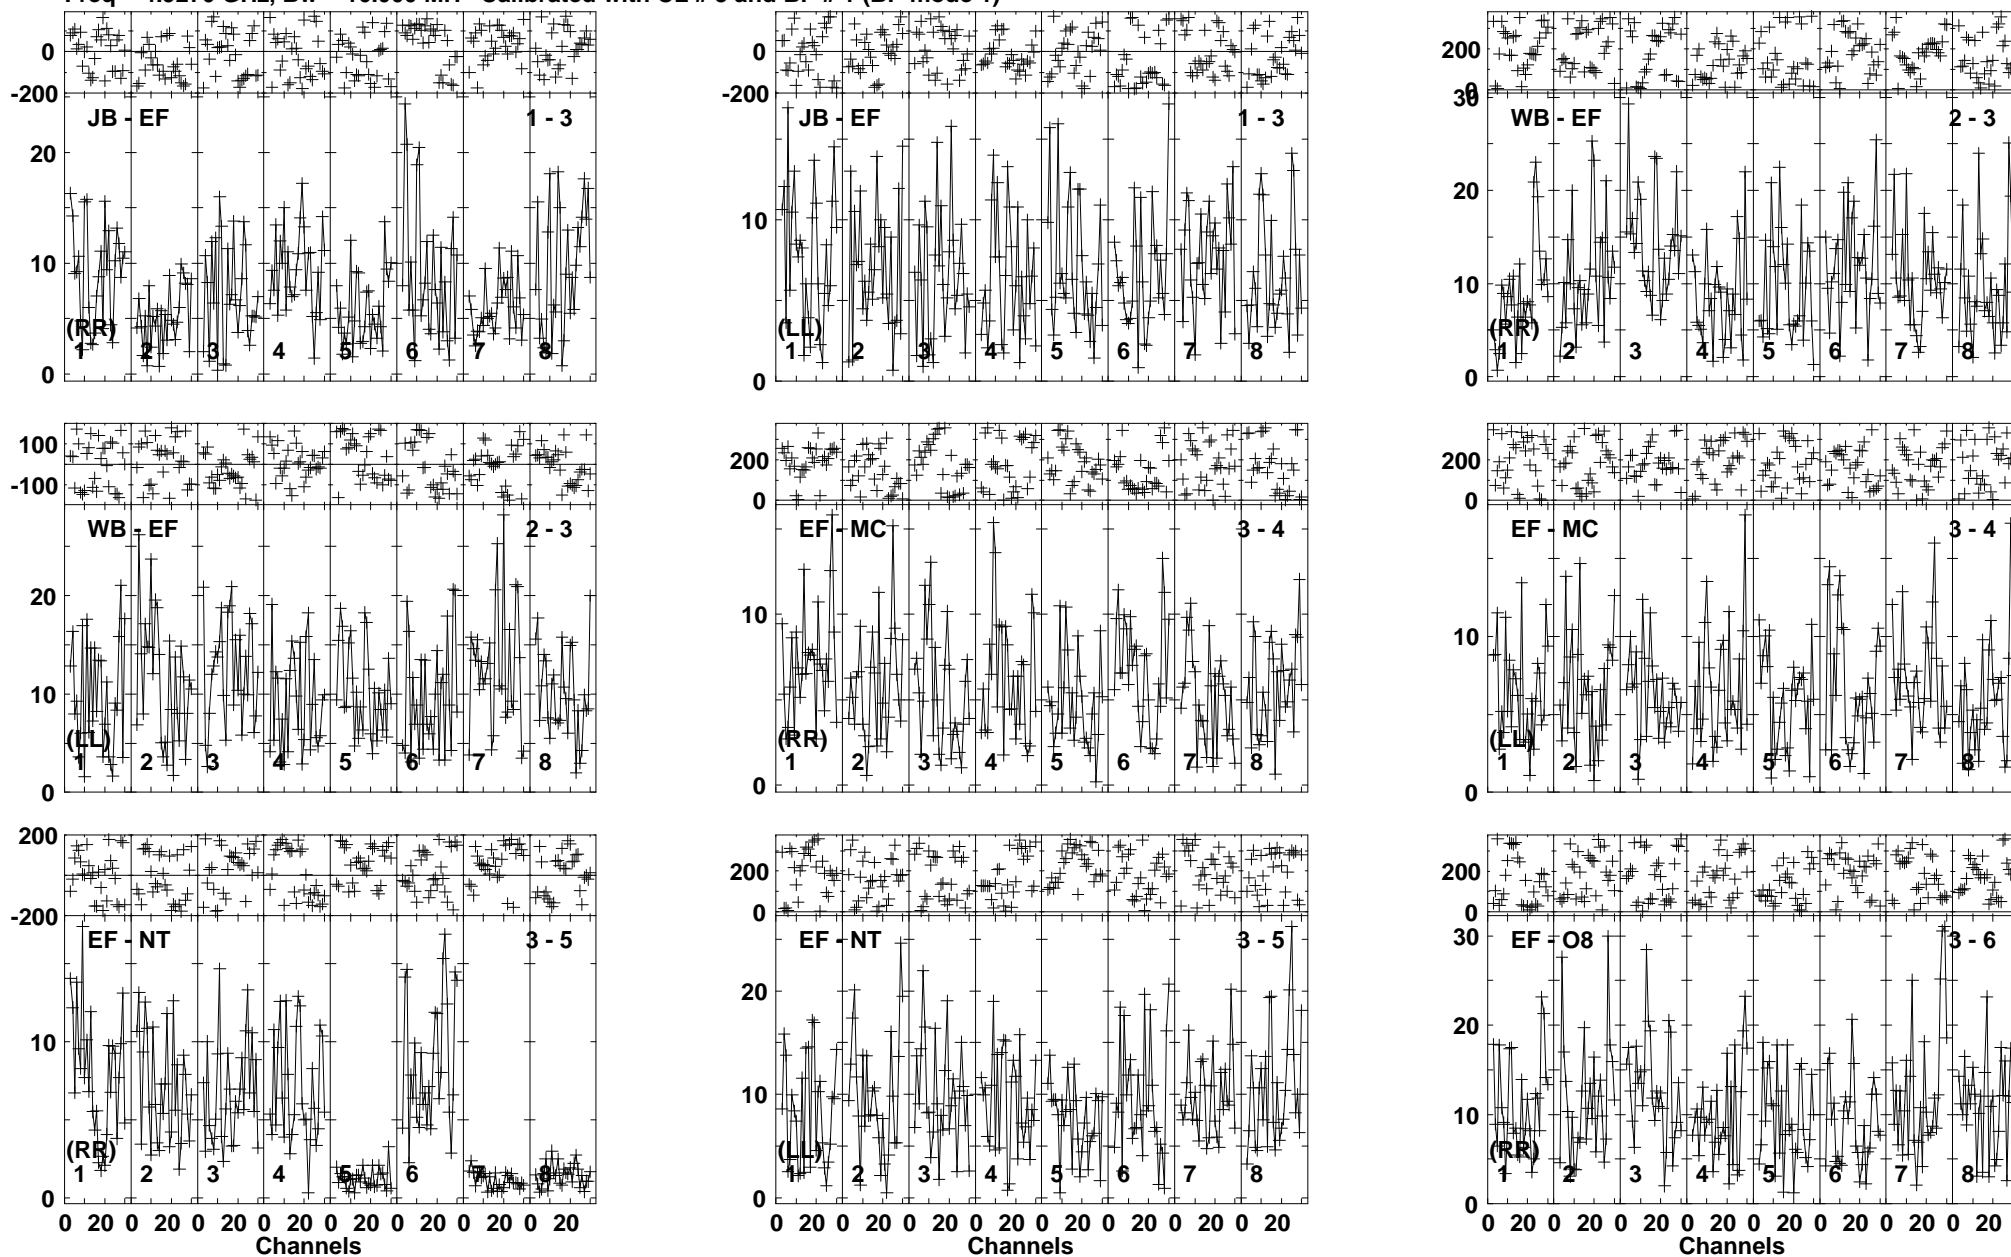 JB - EF 1 - 3
JB - EF 1 - 3
WB - EF 2 - 3
0 0 200
-200 -200 0
20 10 30
10 0 20
0 10
0
(RR) (LL) (RR)
1 2 3 4 5 6 7 8
1 2 3 4 5 6 7 8
1 2 3 4 5 6 7 8
WB - EF 2 - 3
EF - MC 3 - 4
EF - MC 3 - 4
100 200 200
-100 0 0
20 10 10
10 0 0
0
(LL) (RR) (LL)
1 2 3 4 5 6 7 8
1 2 3 4 5 6 7 8
1 2 3 4 5 6 7 8
EF - NT 3 - 5
EF - NT 3 - 5
EF - O8 3 - 6
200 200 200
-200 0 0
10 20 30
0 10 20
0 10
0
(RR) (LL) (RR)
1 2 3 4 5 6 7 8
1 2 3 4 5 6 7 8
1 2 3 4 5 6 7 8
0 20 0 20 0 20 0 20 0 20 0 20 0 20 0 20
0 20 0 20 0 20 0 20 0 20 0 20 0 20 0 20
0 20 0 20 0 20 0 20 0 20 0 20 0 20 0 20
Channels Channels Channels